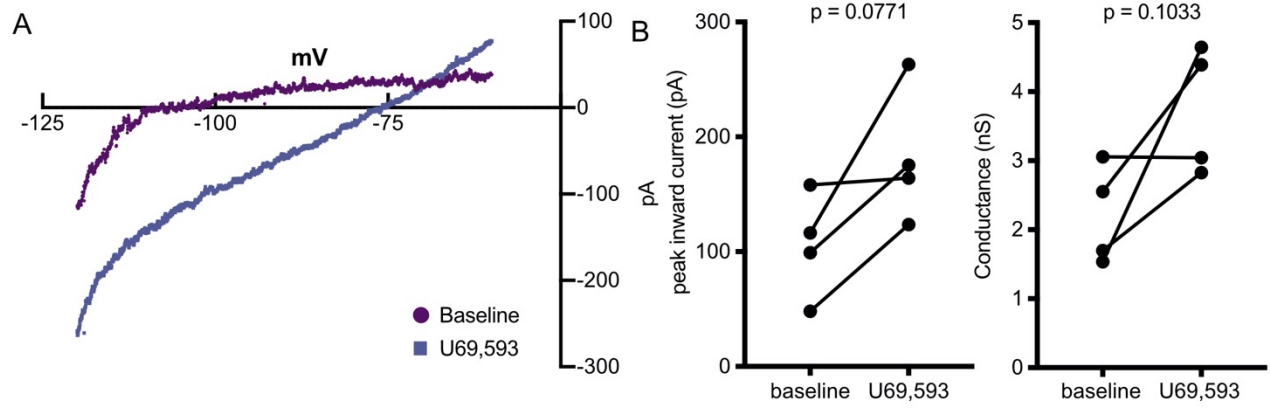 A
mV
-125
-100
-75
100
0
-100
-200
-300
pA
Baseline
U69,593
B
p = 0.0771
peak inward current (pA)
300
200
100
0
baseline U69,593
p = 0.1033
Conductance (nS)
5
4
3
2
1
0
baseline U69,593